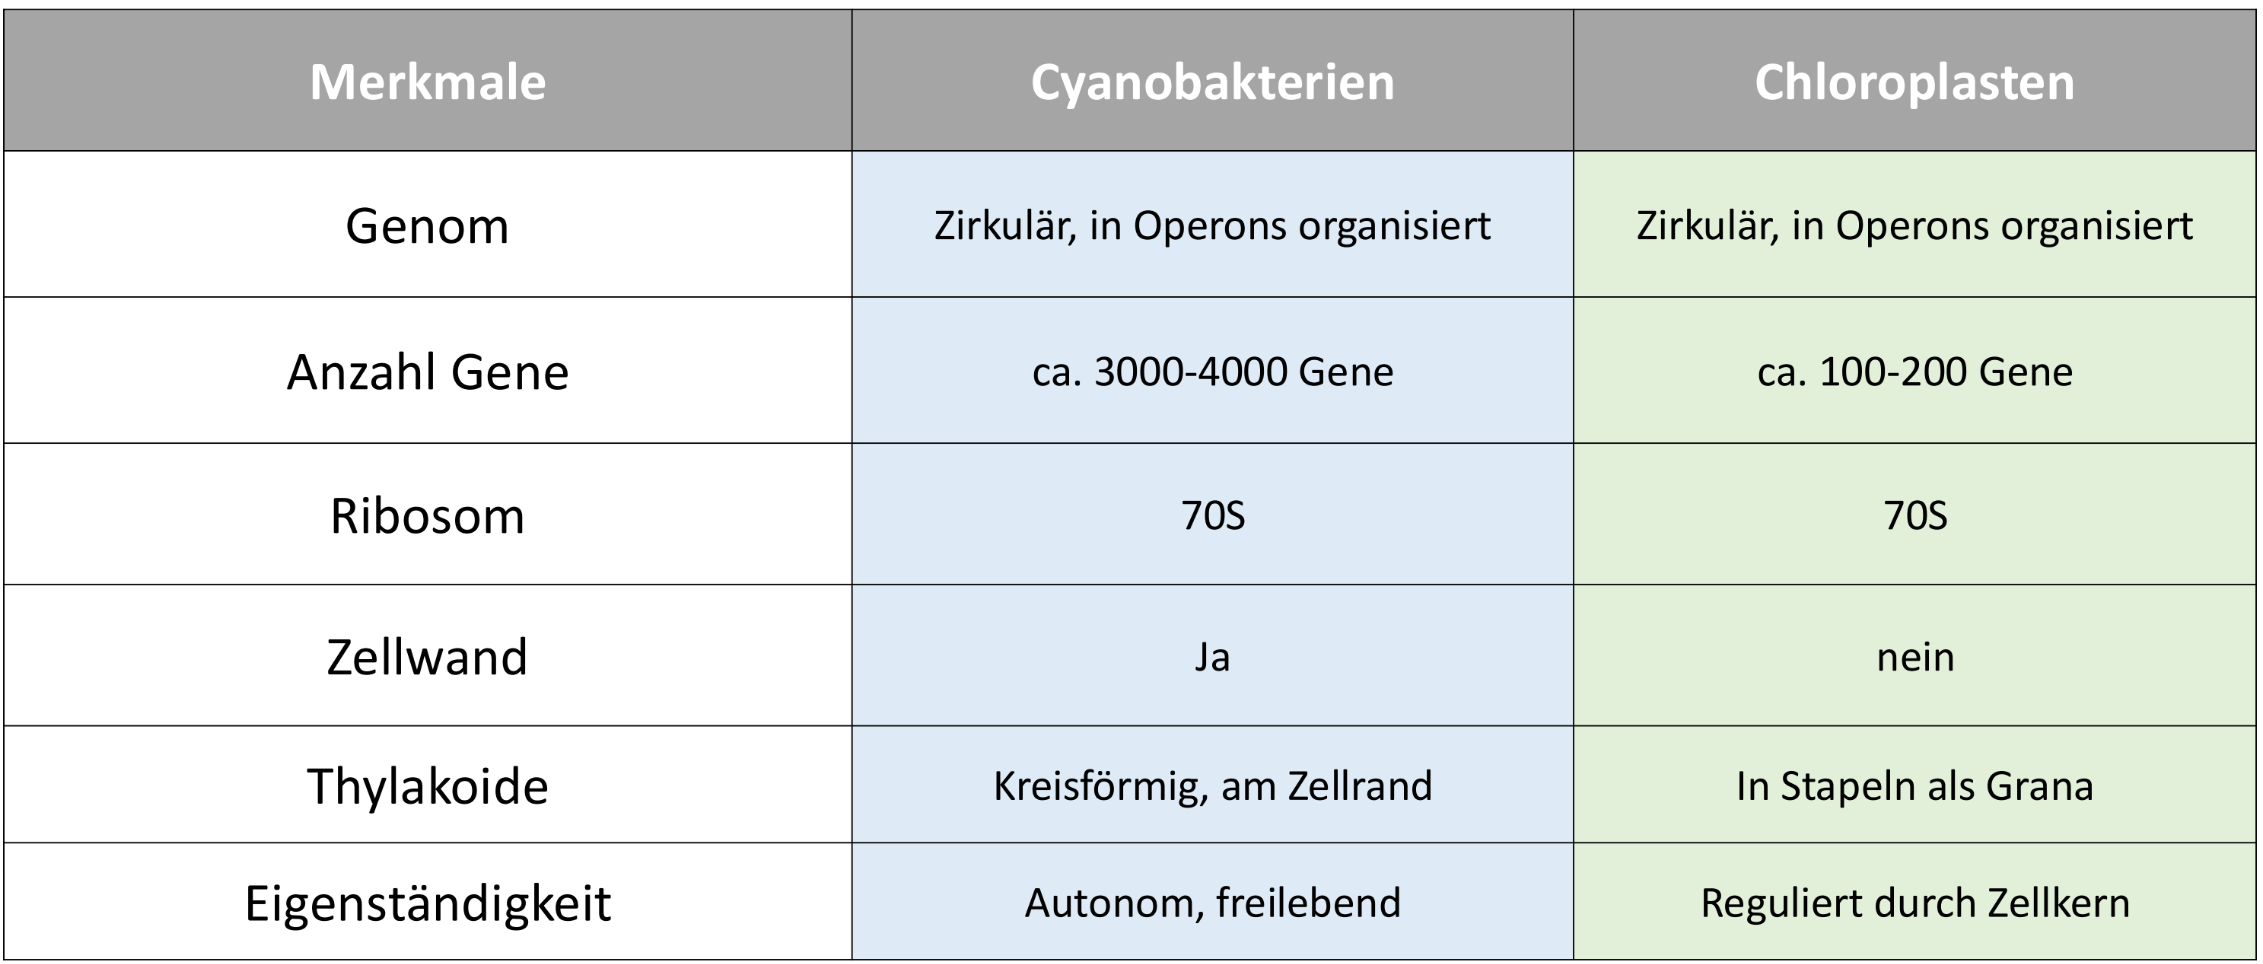 Merkmale Cyanobakterien Chloroplasten
Genom Zirkulär, in Operons organisiert Zirkulär, in Operons organisiert
Anzahl Gene ca. 3000-4000 Gene ca. 100-200 Gene
Ribosom 70S 70S
Zellwand Ja nein
Thylakoide Kreisförmig, am Zellrand In Stapeln als Grana
Eigenständigkeit Autonom, freilebend Reguliert durch Zellkern